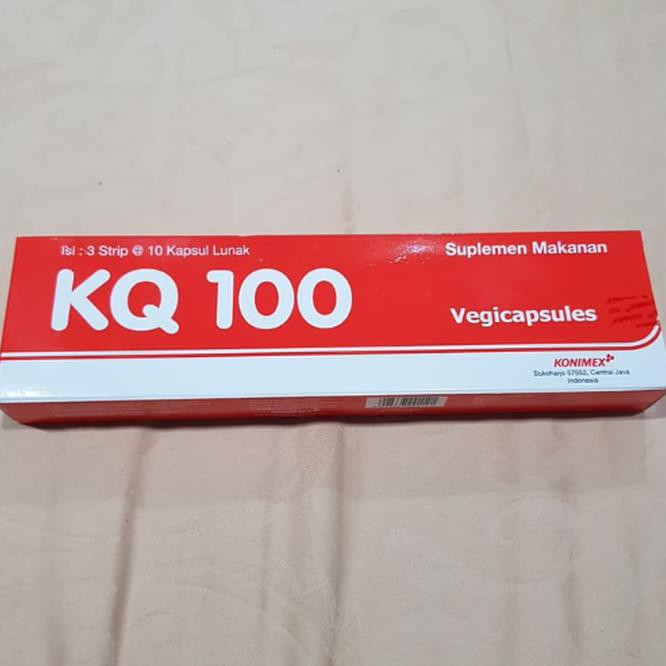 Isi : 3 Strip @ 10 Kapsul Lunak
Suplemen Makanan
KQ 100
Vegicapsules
KONIMEX
Sukoharjo 57552, Central Java
Indonesia